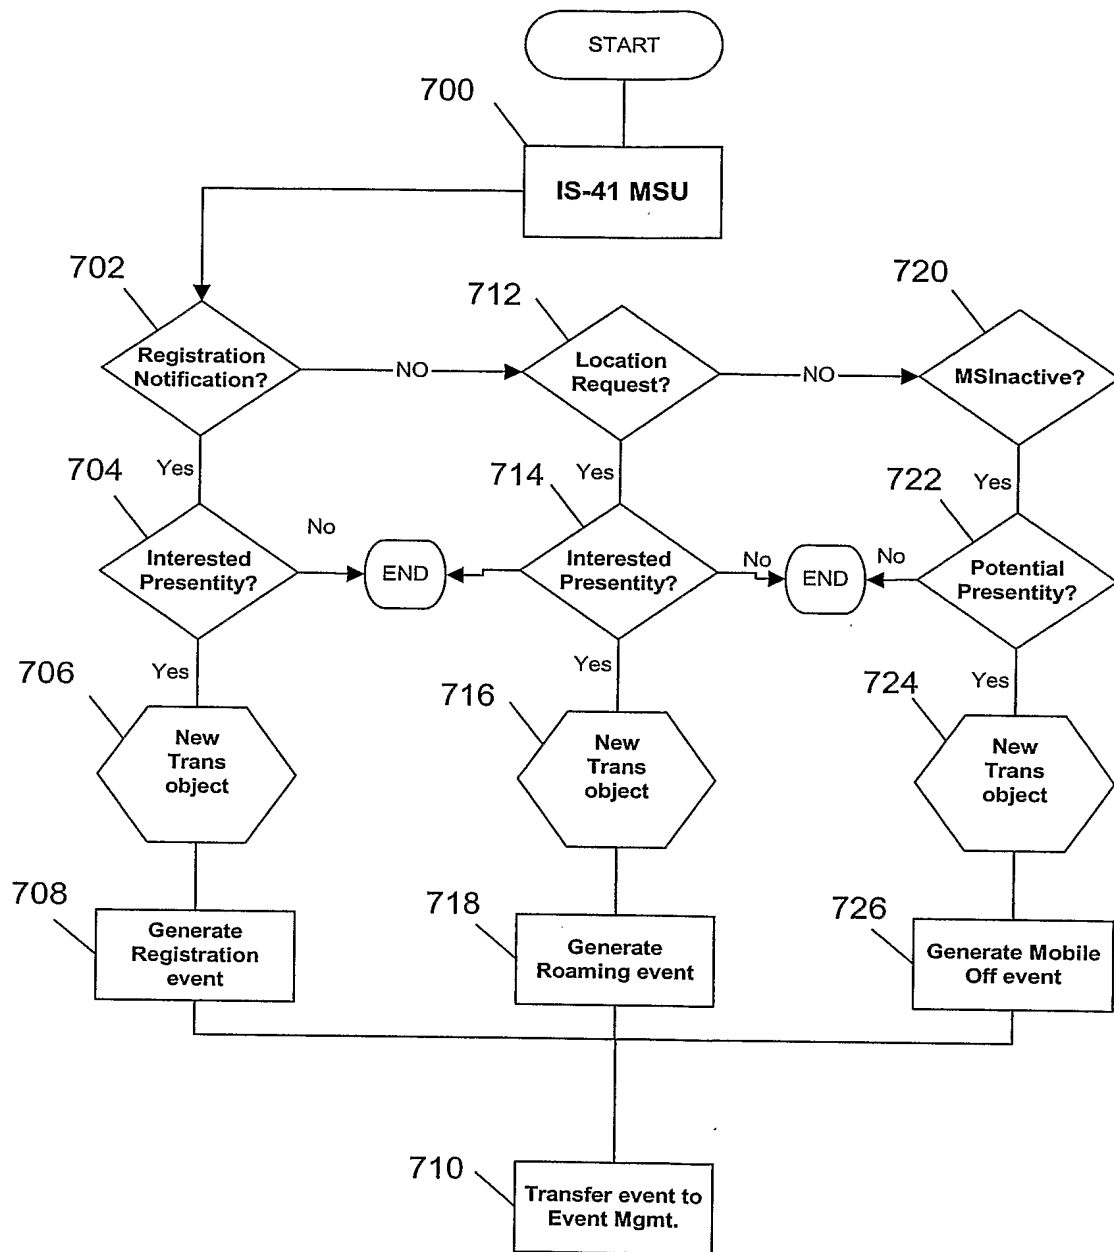 START
700
IS-41 MSU
702
712
720
Registration
Notification?
NO
Location
Request?
NO
MSInactive?
704
Yes
714
Yes
722
Yes
Interested
Presentity?
No
END
Interested
Presentity?
No
END
No
Potential
Presentity?
706
Yes
716
Yes
724
Yes
New
Trans
object
New
Trans
object
New
Trans
object
708
718
726
Generate
Registration
event
Generate
Roaming event
Generate Mobile
Off event
710
Transfer event to
Event Mgmt.